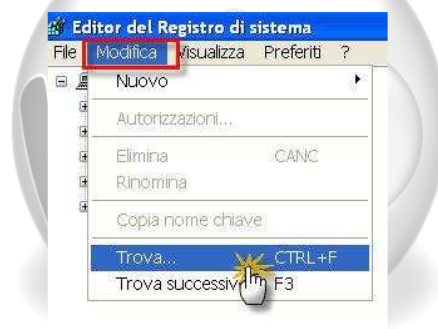 Editor del Registro di sistema
File Modifica Visualizza Preferiti ?
Nuovo
Autorizzazioni...
Elimina CANC
Rinomina
Copia nome chiave
Trova... CTRL+F
Trova successivo F3